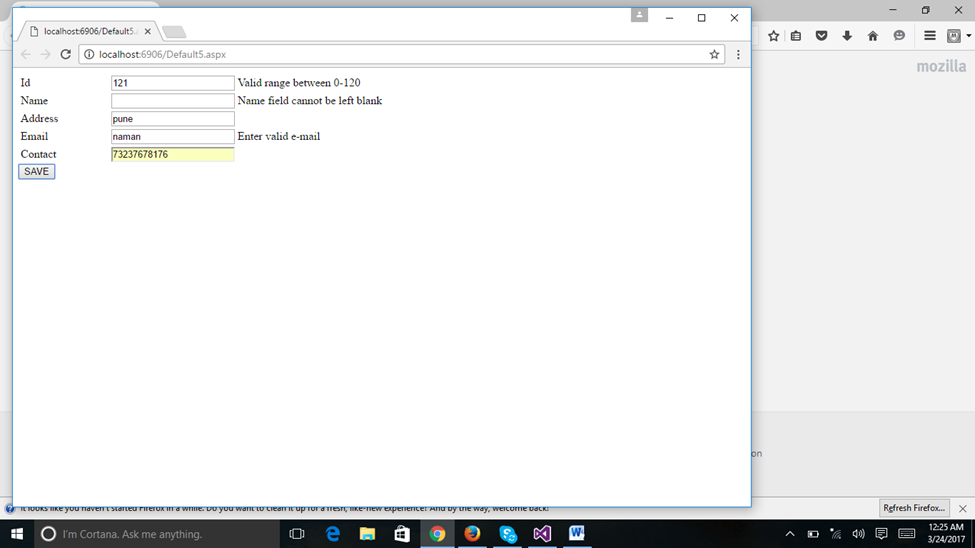 localhost:6906/Default5.
localhost:6906/Default5.aspx
mozilla
Id 121 Valid range between 0-120
Name Name field cannot be left blank
Address pune
Email naman Enter valid e-mail
Contact 73237678176
SAVE
on
It looks like you haven't started Firefox in a while. Do you want to clean it up for a fresh, like-new experience? And by the way, welcome back!
Refresh Firefox...
I'm Cortana. Ask me anything.
12:25 AM
3/24/2017